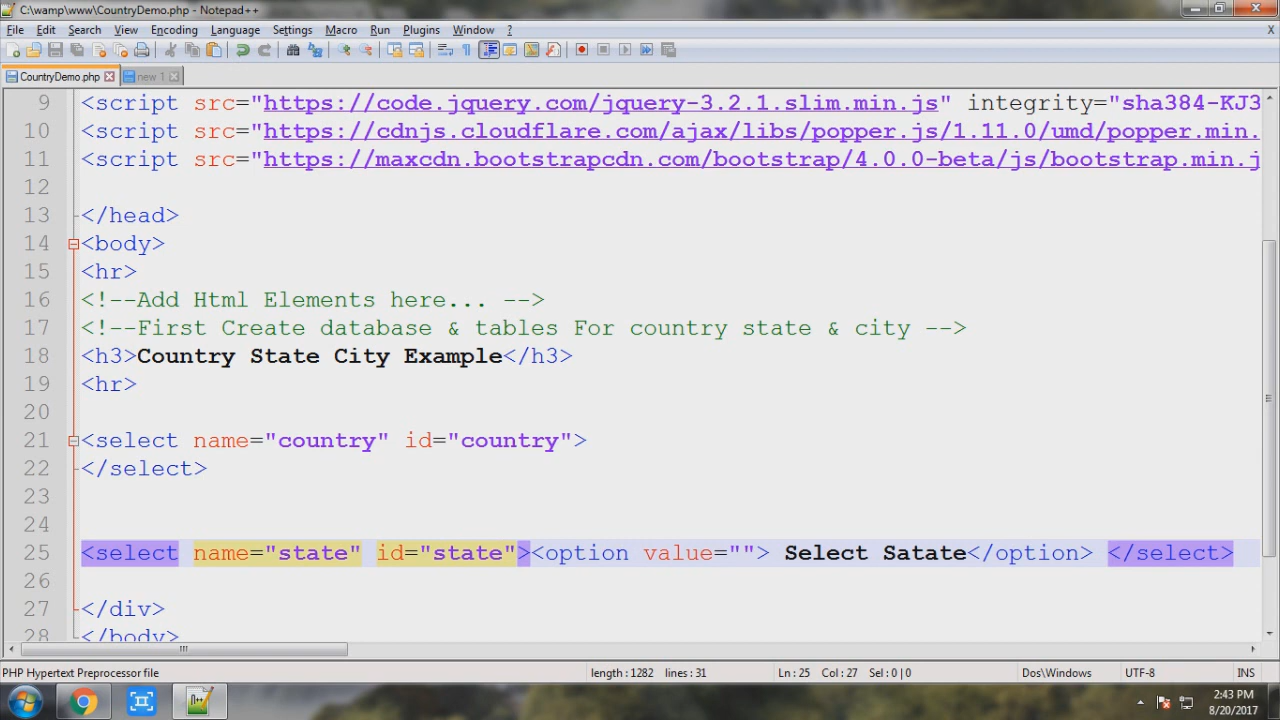 C:\wamp\www\CountryDemo.php - Notepad++
File Edit Search View Encoding Language Settings Macro Run Plugins Window ? X
CountryDemo.php new 1
9 <script src="https://code.jquery.com/jquery-3.2.1.slim.min.js" integrity="sha384-KJ3
10 <script src="https://cdnjs.cloudflare.com/ajax/libs/popper.js/1.11.0/umd/popper.min.
11 <script src="https://maxcdn.bootstrapcdn.com/bootstrap/4.0.0-beta/js/bootstrap.min.j
12
13 </head>
14 <body>
15 <hr>
16 <!--Add Html Elements here... -->
17 <!--First Create database & tables For country state & city -->
18 <h3>Country State City Example</h3>
19 <hr>
20
21 <select name="country" id="country">
22 </select>
23
24
25 <select name="state" id="state"><option value=""> Select Satate</option> </select>
26
27 </div>
28 </body>
PHP Hypertext Preprocessor file length : 1282 lines : 31 Ln : 25 Col : 27 Sel : 0 | 0 Dos\Windows UTF-8 INS
2:43 PM
8/20/2017